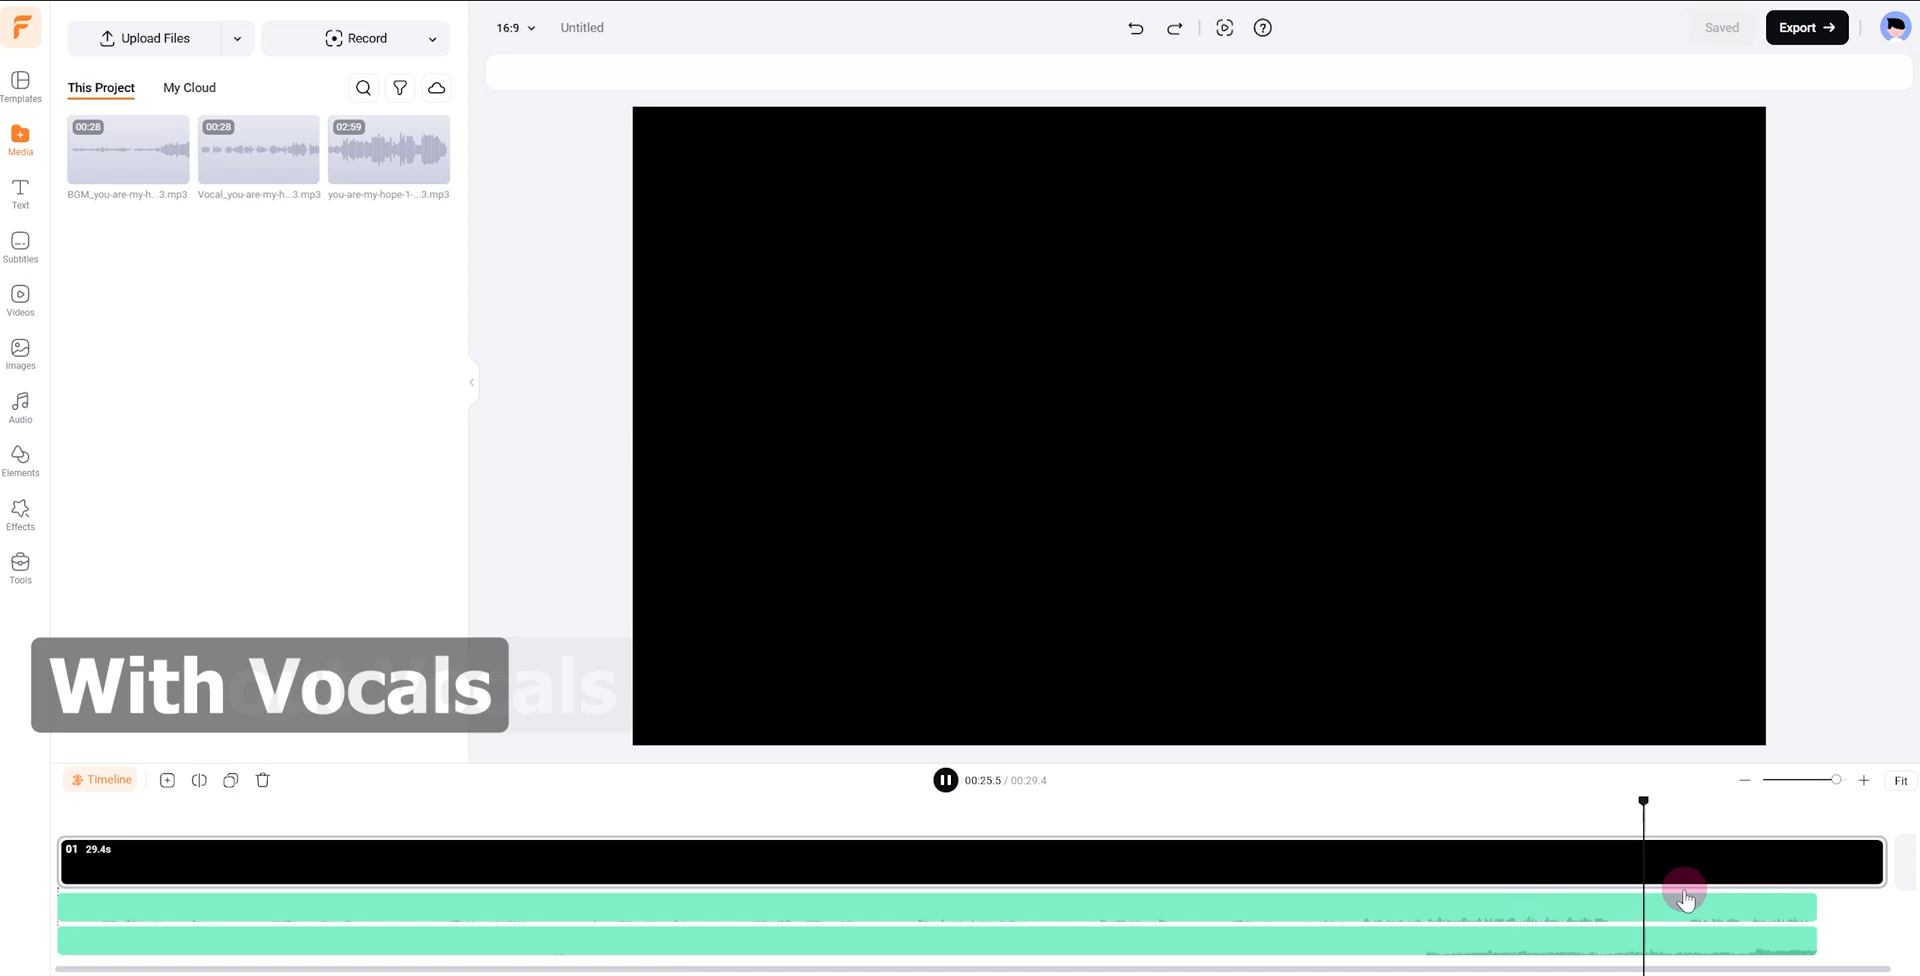 Upload Files
Record
16:9
Untitled
Saved
Export
Templates
This Project
My Cloud
Media
00:28
00:28
02:59
BGM_you-are-my-h...3.mp3
Vocal_you-are-my-h...3.mp3
you-are-my-hope-1-...3.mp3
Text
Subtitles
Videos
Images
Audio
Elements
Effects
Tools
With Vocals
Timeline
00:25.5 / 00:29.4
Fit
01 29.4s